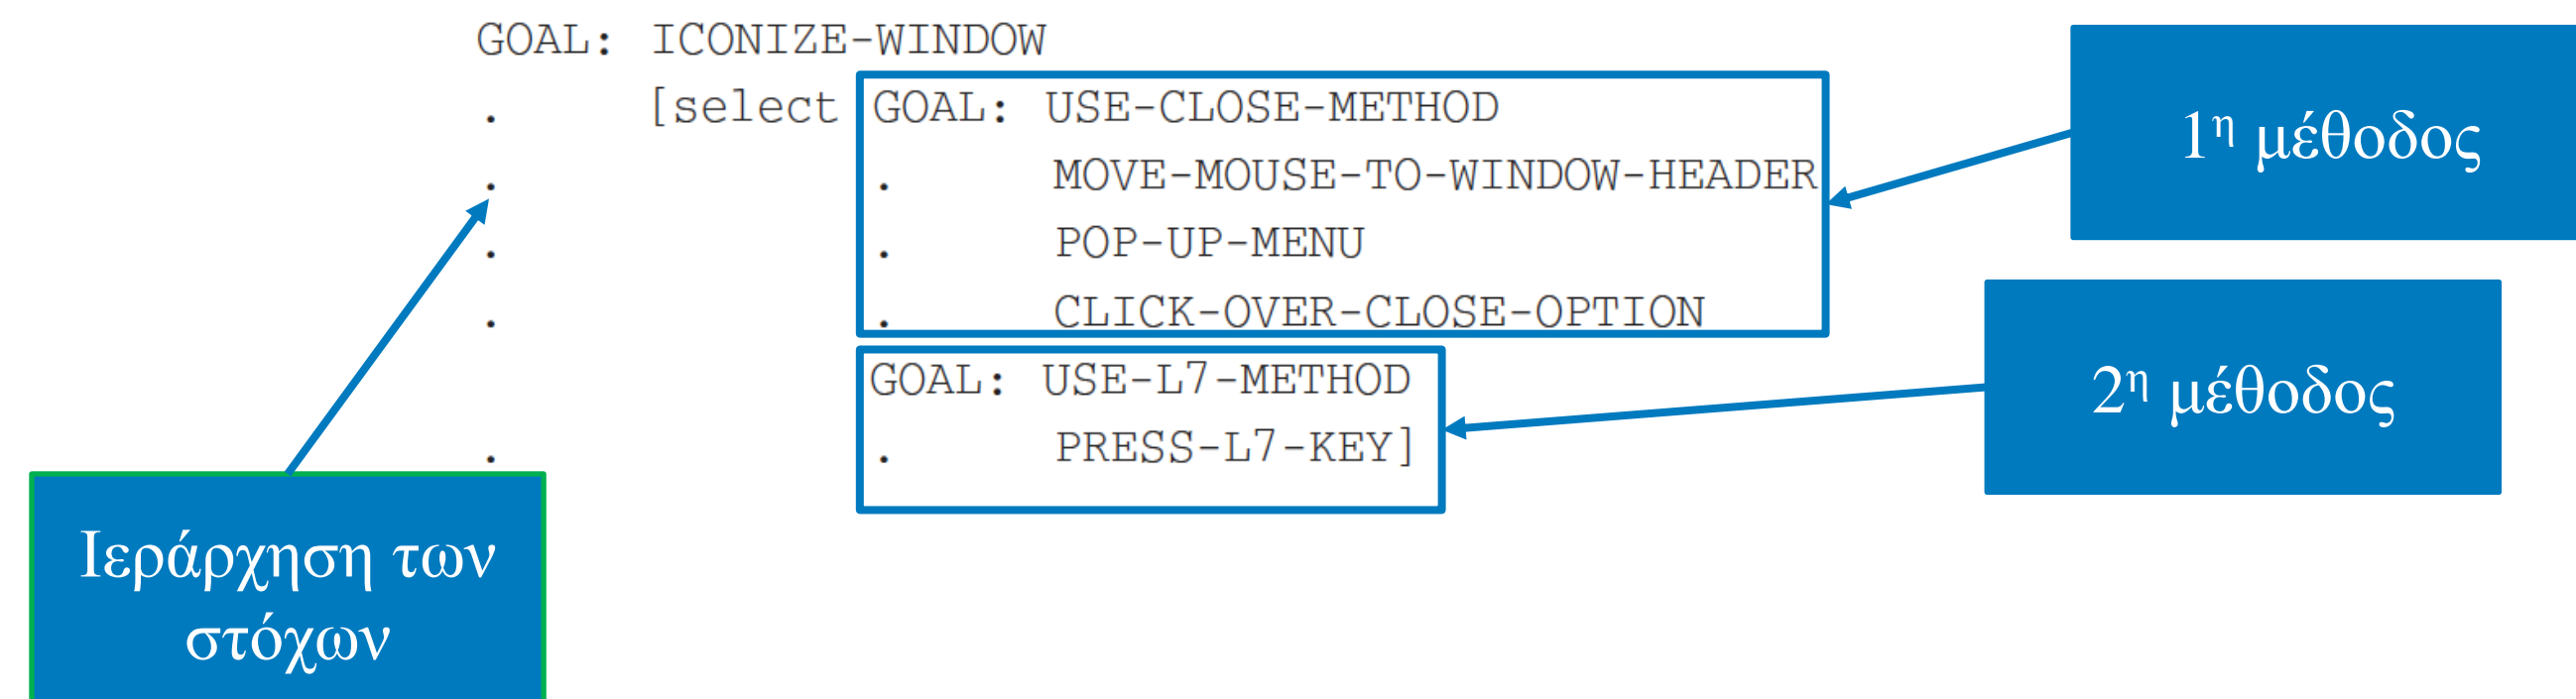 GOAL: ICONIZE-WINDOW
. [select GOAL: USE-CLOSE-METHOD
. . MOVE-MOUSE-TO-WINDOW-HEADER
. . POP-UP-MENU
. . CLICK-OVER-CLOSE-OPTION
GOAL: USE-L7-METHOD
. . PRESS-L7-KEY]
1η μέθοδος
2η μέθοδος
Ιεράρχηση των
στόχων